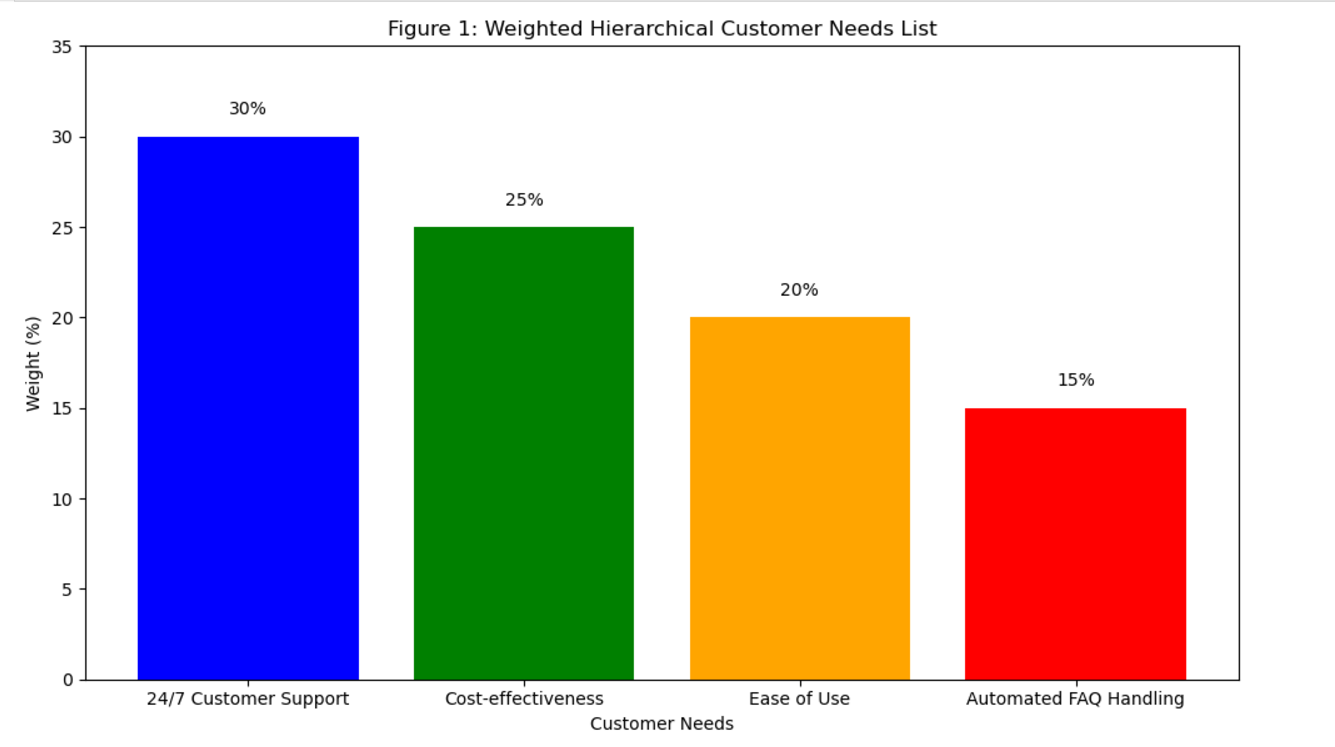 Figure 1: Weighted Hierarchical Customer Needs List
35
30
25
20
15
10
5
0
Weight (%)
30%
25%
20%
15%
24/7 Customer Support
Cost-effectiveness
Ease of Use
Automated FAQ Handling
Customer Needs